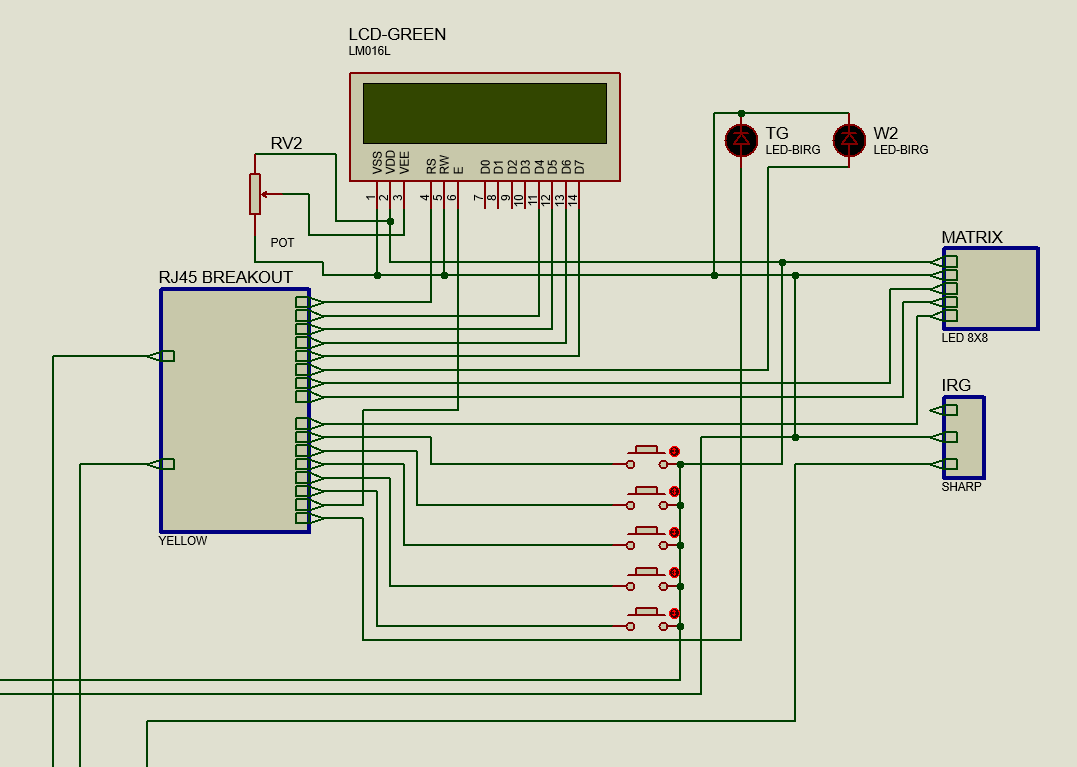 LCD-GREEN
LM016L
VSS VDD VEE RS RW E D0 D1 D2 D3 D4 D5 D6 D7
1 2 3 4 5 6 7 8 9 10 11 12 13 14
RV2
POT
TG
LED-BIRG
W2
LED-BIRG
RJ45 BREAKOUT
YELLOW
MATRIX
LED 8X8
IRG
SHARP